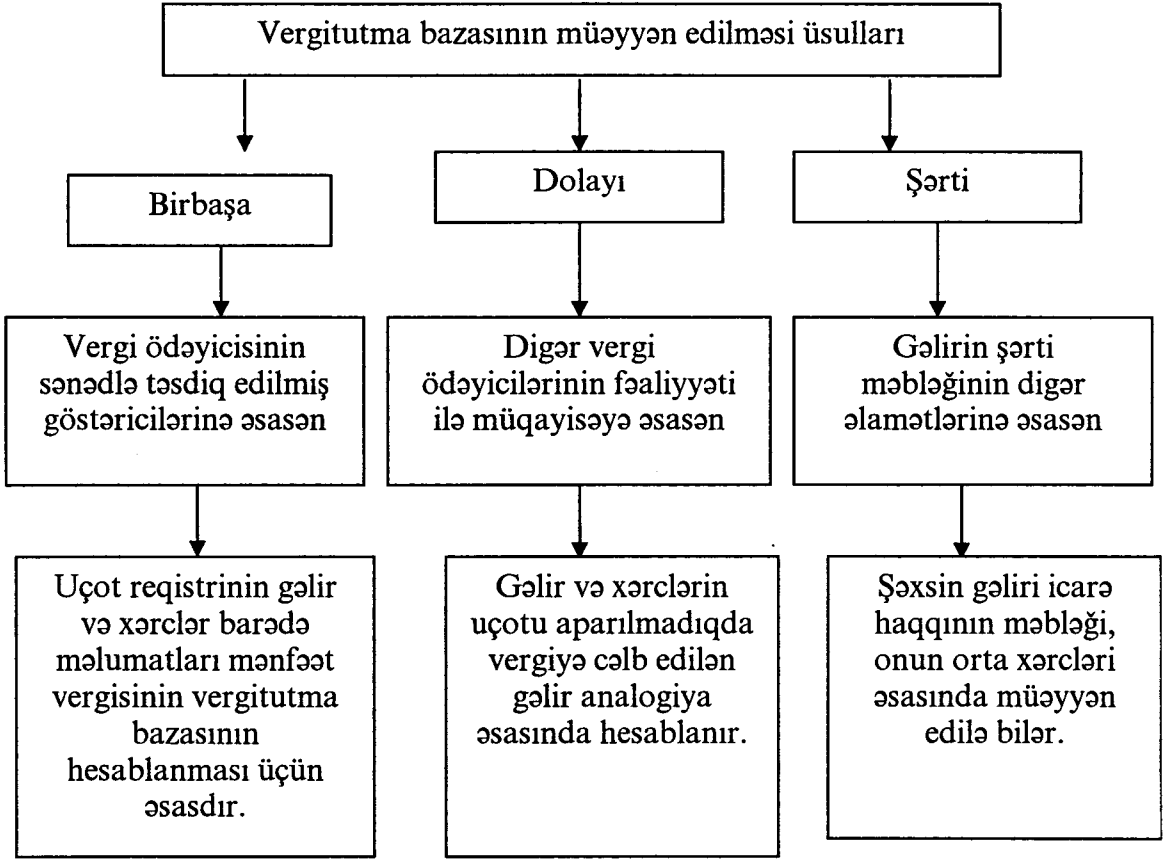 Vergitutma bazasının müəyyən edilməsi üsulları
Birbaşa
Dolayı
Şərti
Vergi ödəyicisinin
sənədlə təsdiq edilmiş
göstəricilərinə əsasən
Digər vergi
ödəyicilərinin fəaliyyəti
ilə müqayisəyə əsasən
Gəlirin şərti
məbləğinin digər
əlamətlərinə əsasən
Uçot reqistrinin gəlir
və xərclər barədə
məlumatları mənfəət
vergisinin vergitutma
bazasının
hesablanması üçün
əsasdır.
Gəlir və xərclərin
uçotu aparılmadıqda
vergiyə cəlb edilən
gəlir analogiya
əsasında hesablanır.
Şəxsin gəliri icarə
haqqının məbləği,
onun orta xərcləri
əsasında müəyyən
edilə bilər.